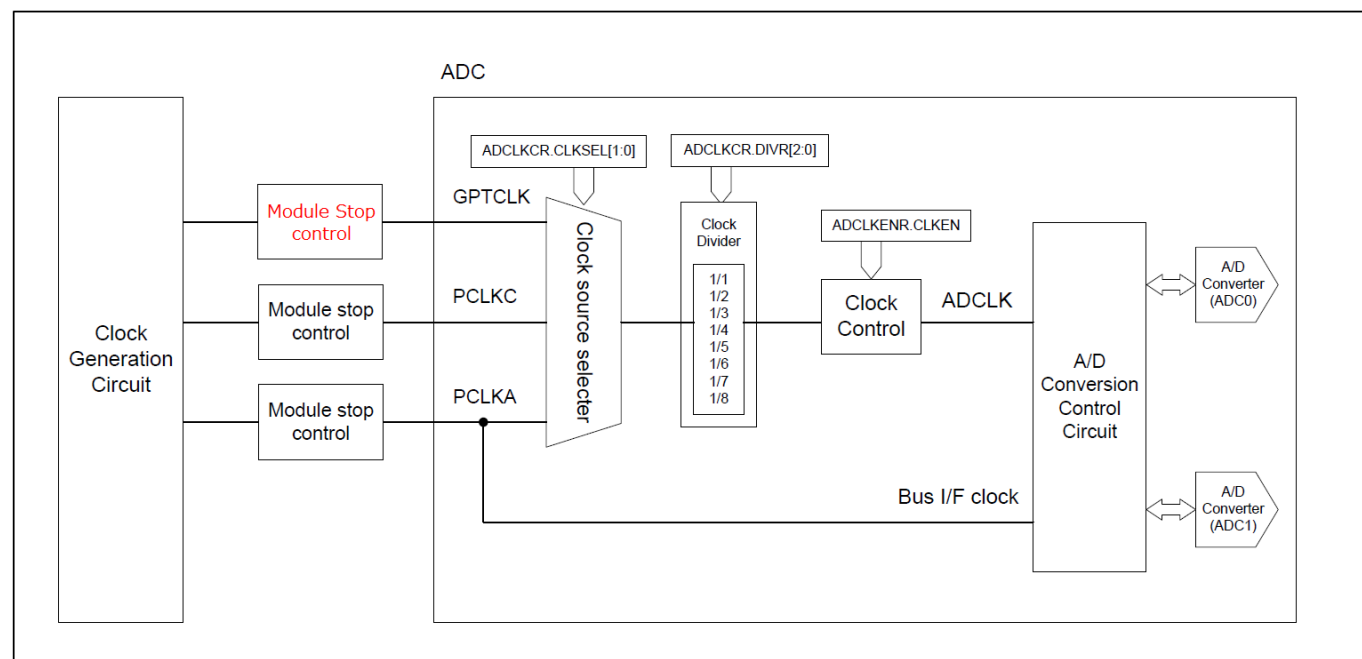 ADC
ADCLKCR.CLKSEL[1:0]
ADCLKCR.DIVR[2:0]
GPTCLK
Module Stop
control
Clock
Divider
ADCLKENR.CLKEN
Clock source selecter
1/1
1/2
1/3
1/4
1/5
1/6
1/7
1/8
A/D
Converter
(ADC0)
PCLKC
Module stop
control
Clock
Control
ADCLK
Clock
Generation
Circuit
A/D
Conversion
Control
Circuit
PCLKA
Module stop
control
Bus I/F clock
A/D
Converter
(ADC1)